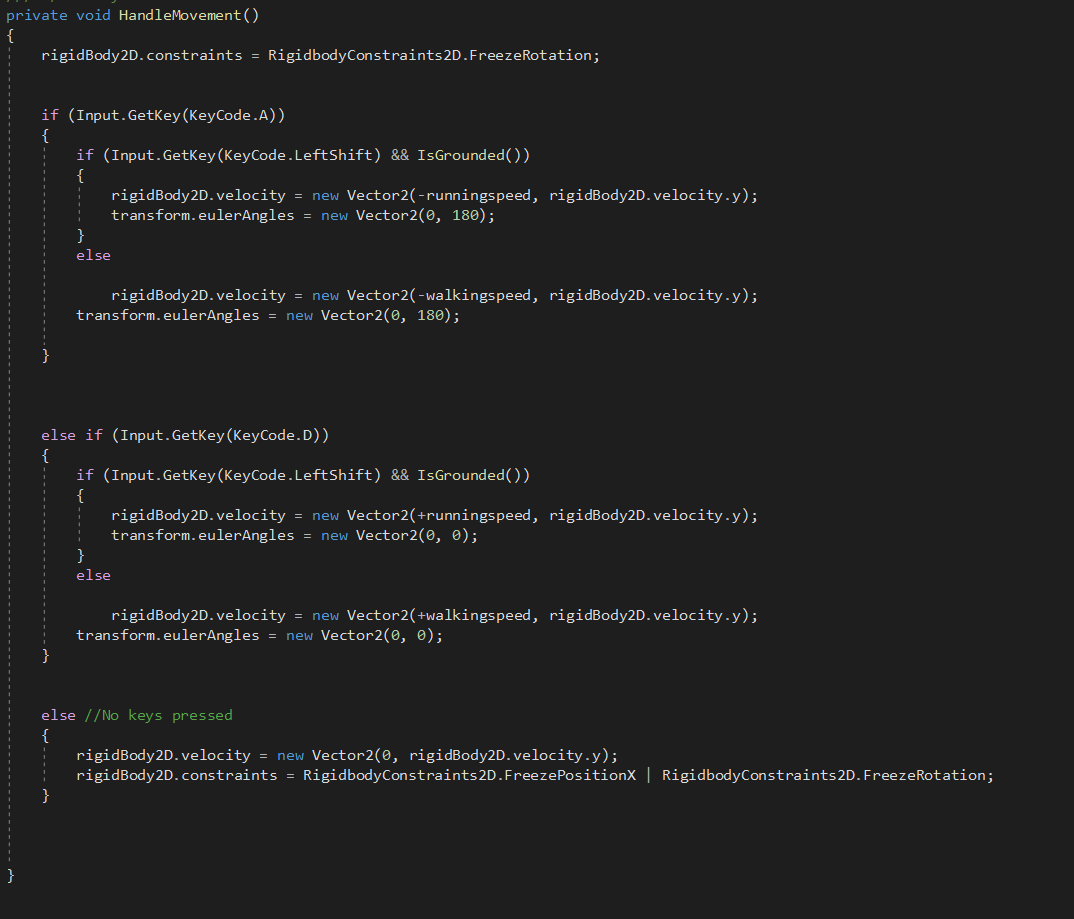 private void HandleMovement()
{
rigidBody2D.constraints = RigidbodyConstraints2D.FreezeRotation;
if (Input.GetKey(KeyCode.A))
{
if (Input.GetKey(KeyCode.LeftShift) && IsGrounded())
{
rigidBody2D.velocity = new Vector2(-runningspeed, rigidBody2D.velocity.y);
transform.eulerAngles = new Vector2(0, 180);
}
else
rigidBody2D.velocity = new Vector2(-walkingspeed, rigidBody2D.velocity.y);
transform.eulerAngles = new Vector2(0, 180);
}
else if (Input.GetKey(KeyCode.D))
{
if (Input.GetKey(KeyCode.LeftShift) && IsGrounded())
{
rigidBody2D.velocity = new Vector2(+runningspeed, rigidBody2D.velocity.y);
transform.eulerAngles = new Vector2(0, 0);
}
else
rigidBody2D.velocity = new Vector2(+walkingspeed, rigidBody2D.velocity.y);
transform.eulerAngles = new Vector2(0, 0);
}
else //No keys pressed
{
rigidBody2D.velocity = new Vector2(0, rigidBody2D.velocity.y);
rigidBody2D.constraints = RigidbodyConstraints2D.FreezePositionX | RigidbodyConstraints2D.FreezeRotation;
}
}